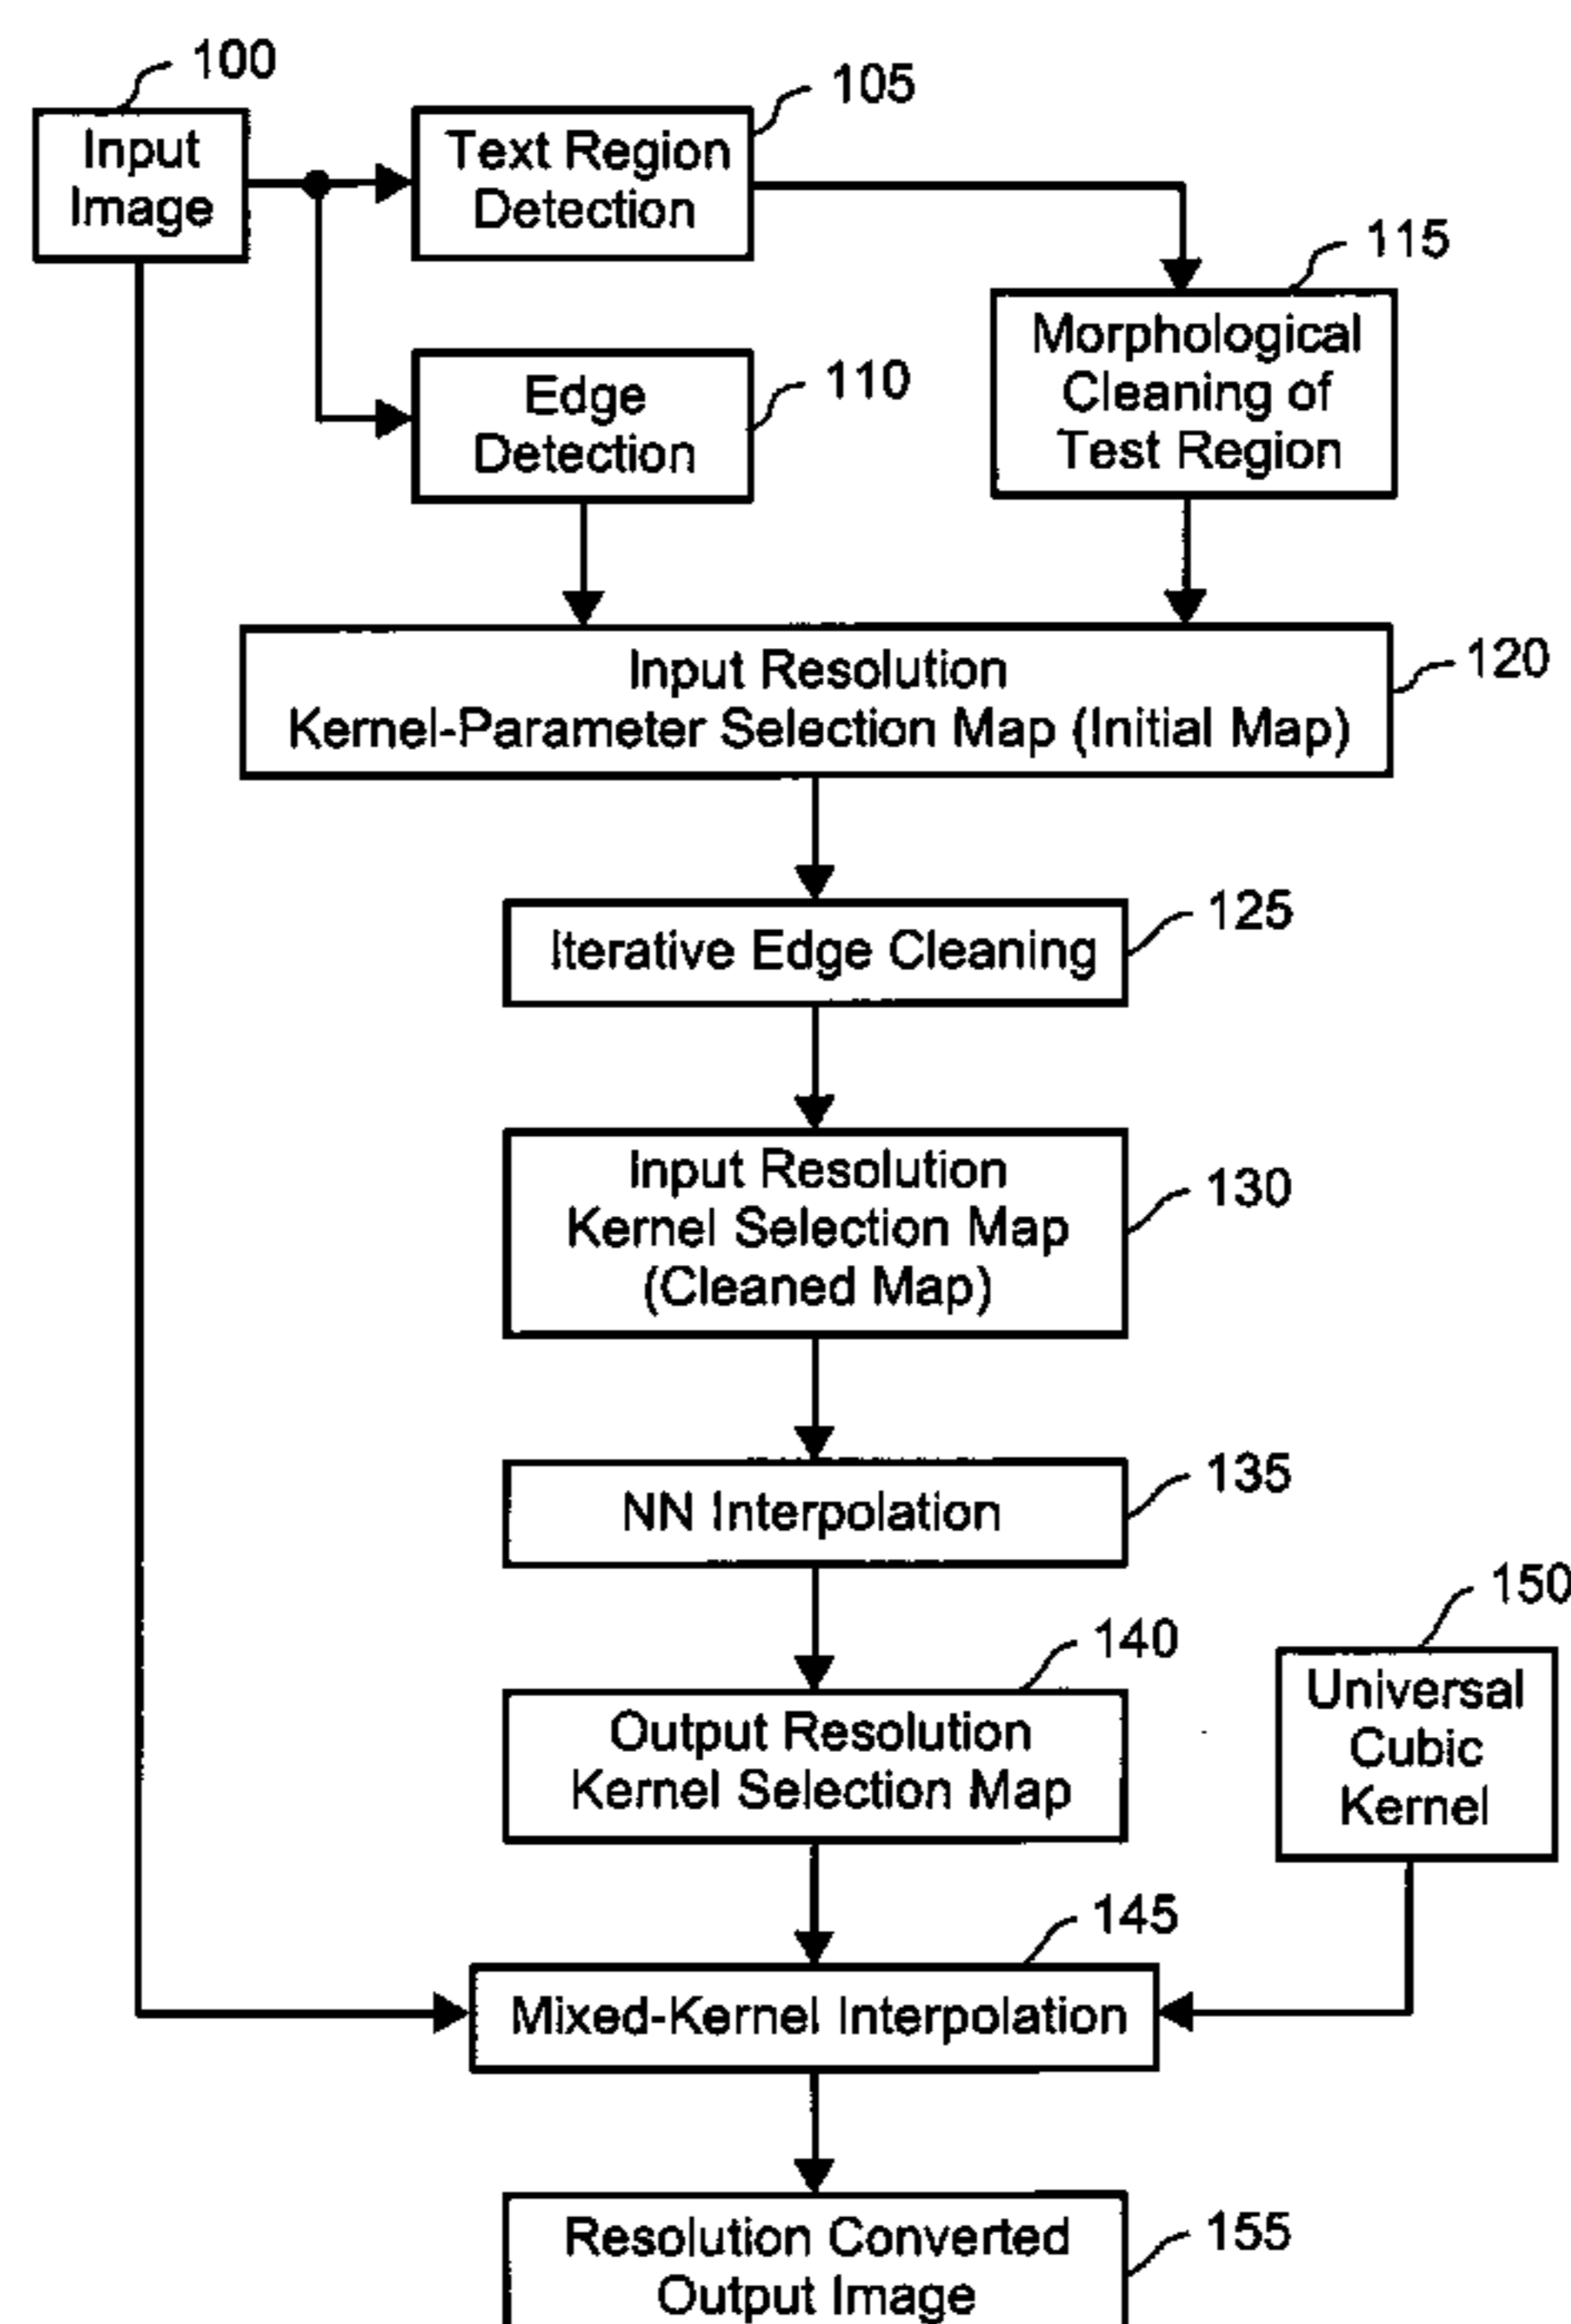 100
Input
Image
105
Text Region
Detection
115
Morphological
Cleaning of
Test Region
110
Edge
Detection
120
Input Resolution
Kernel-Parameter Selection Map (Initial Map)
125
Iterative Edge Cleaning
130
Input Resolution
Kernel Selection Map
(Cleaned Map)
135
NN Interpolation
140
Output Resolution
Kernel Selection Map
150
Universal
Cubic
Kernel
145
Mixed-Kernel Interpolation
155
Resolution Converted
Output Image